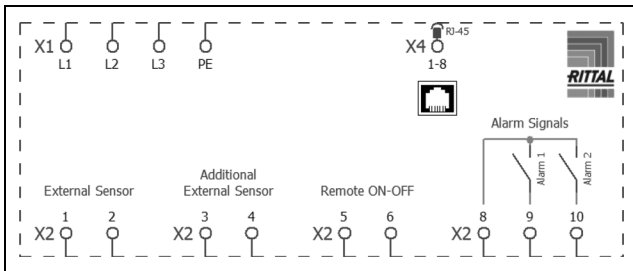 X1
L1 L2 L3 PE
X4
RJ-45
1-8
RITTAL
Alarm Signals
Alarm 1
Alarm 2
External Sensor
Additional
External Sensor
Remote ON-OFF
1 2 3 4 5 6 8 9 10
X2 X2 X2 X2